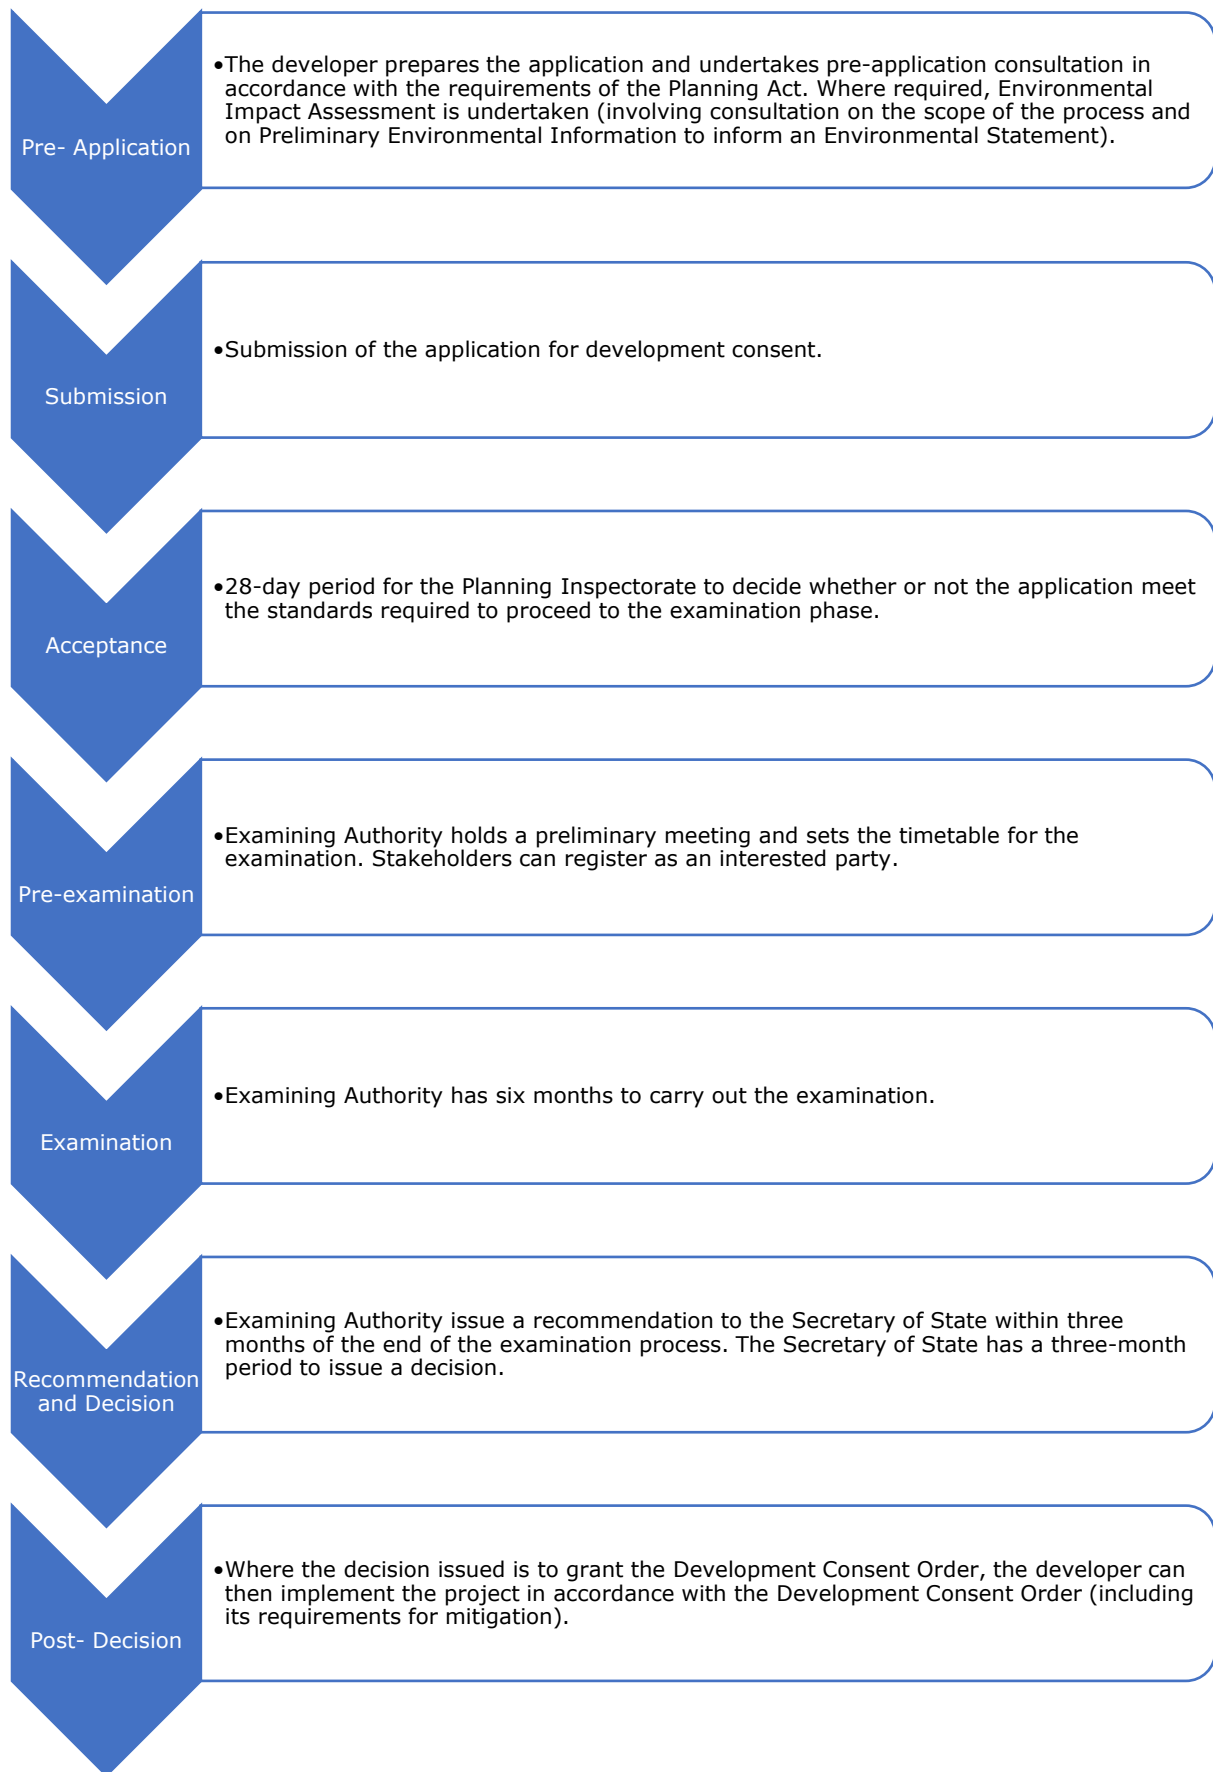 Pre- Application
•The developer prepares the application and undertakes pre-application consultation in
accordance with the requirements of the Planning Act. Where required, Environmental
Impact Assessment is undertaken (involving consultation on the scope of the process and
on Preliminary Environmental Information to inform an Environmental Statement).
Submission
•Submission of the application for development consent.
Acceptance
•28-day period for the Planning Inspectorate to decide whether or not the application meet
the standards required to proceed to the examination phase.
Pre-examination
•Examining Authority holds a preliminary meeting and sets the timetable for the
examination. Stakeholders can register as an interested party.
Examination
•Examining Authority has six months to carry out the examination.
Recommendation
and Decision
•Examining Authority issue a recommendation to the Secretary of State within three
months of the end of the examination process. The Secretary of State has a three-month
period to issue a decision.
Post- Decision
•Where the decision issued is to grant the Development Consent Order, the developer can
then implement the project in accordance with the Development Consent Order (including
its requirements for mitigation).